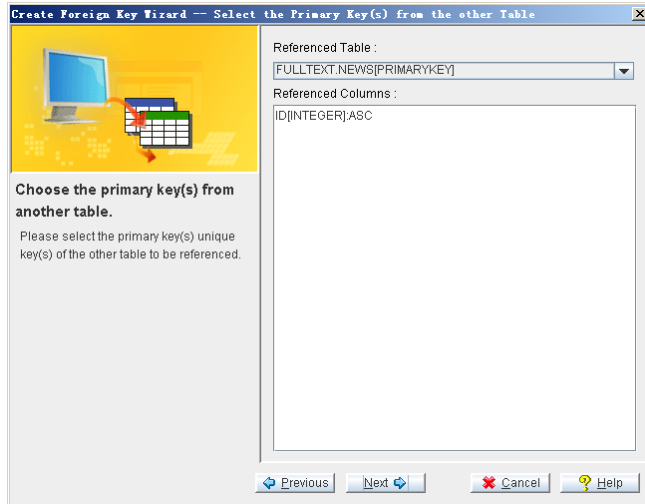 Create Foreign Key Wizard -- Select the Primary Key(s) from the other Table
Referenced Table :
FULLTEXT.NEWS[PRIMARYKEY]
Referenced Columns :
ID[INTEGER]:ASC
Choose the primary key(s) from
another table.
Please select the primary key(s) unique
key(s) of the other table to be referenced.
Previous
Next
Cancel
Help